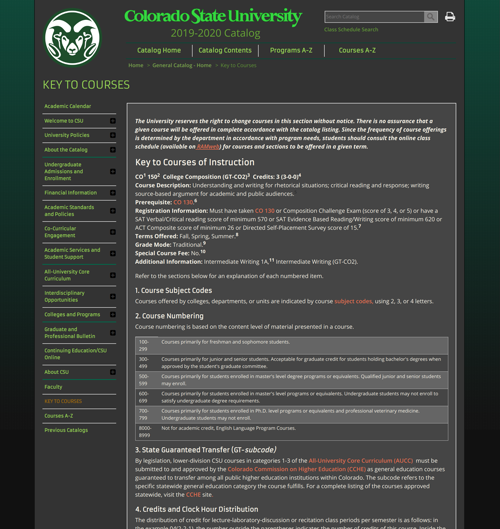 Colorado State University
2019-2020 Catalog
Search Catalog
Class Schedule Search
Catalog Home
Catalog Contents
Programs A-Z
Courses A-Z
Home > General Catalog - Home > Key to Courses
KEY TO COURSES
Academic Calendar
Welcome to CSU
University Policies
About the Catalog
Undergraduate
Admissions and
Enrollment
Financial Information
Academic Standards
and Policies
Co-Curricular
Engagement
Academic Services and
Student Support
All-University Core
Curriculum
Interdisciplinary
Opportunities
Colleges and Programs
Graduate and
Professional Bulletin
Continuing Education/CSU
Online
About CSU
Faculty
KEY TO COURSES
Courses A-Z
Previous Catalogs
The University reserves the right to change courses in this section without notice. There is no assurance that a
given course will be offered in complete accordance with the catalog listing. Since the frequency of course offerings
is determined by the department in accordance with program needs, students should consult the online class
schedule (available on RAMweb) for courses and sections to be offered in a given term.
Key to Courses of Instruction
CO1 1502 College Composition (GT-CO2)3 Credits: 3 (3-0-0)4
Course Description: Understanding and writing for rhetorical situations; critical reading and response; writing
source-based argument for academic and public audiences.
Prerequisite: CO 130.6
Registration Information: Must have taken CO 130 or Composition Challenge Exam (score of 3, 4, or 5) or have a
SAT Verbal/Critical reading score of minimum 570 or SAT Evidence Based Reading/Writing score of minimum 620 or
ACT Composite score of minimum 26 or Directed Self-Placement Survey score of 15.7
Terms Offered: Fall, Spring, Summer.8
Grade Mode: Traditional.9
Special Course Fee: No.10
Additional Information: Intermediate Writing 1A,11 Intermediate Writing (GT-CO2).
Refer to the sections below for an explanation of each numbered item.
1. Course Subject Codes
Courses offered by colleges, departments, or units are indicated by course subject codes, using 2, 3, or 4 letters.
2. Course Numbering
Course numbering is based on the content level of material presented in a course.
100-
299
Courses primarily for freshman and sophomore students.
300-
499
Courses primarily for junior and senior students. Acceptable for graduate credit for students holding bachelor's degrees when
approved by the student's graduate committee.
500-
599
Courses primarily for students enrolled in master's level degree programs or equivalents. Qualified junior and senior students
may enroll.
600-
699
Courses primarily for students enrolled in master's level programs or equivalents. Undergraduate students may not enroll to
satisfy undergraduate degree requirements.
700-
799
Courses primarily for students enrolled in Ph.D. level programs or equivalents and professional veterinary medicine.
Undergraduate students may not enroll.
8000-
8999
Not for academic credit, English Language Programs Courses.
3. State Guaranteed Transfer (GT-subcode)
By legislation, lower-division CSU courses in categories 1-3 of the All-University Core Curriculum (AUCC) must be
submitted to and approved by the Colorado Commission on Higher Education (CCHE) as general education courses
guaranteed to transfer among all public higher education institutions within Colorado. The subcode refers to the
specific statewide general education category the course fulfills. For a complete listing of the courses approved
statewide, visit the CCHE site.
4. Credits and Clock Hour Distribution
The distribution of credit for lecture-laboratory-discussion or recitation class periods per semester is as follows: in